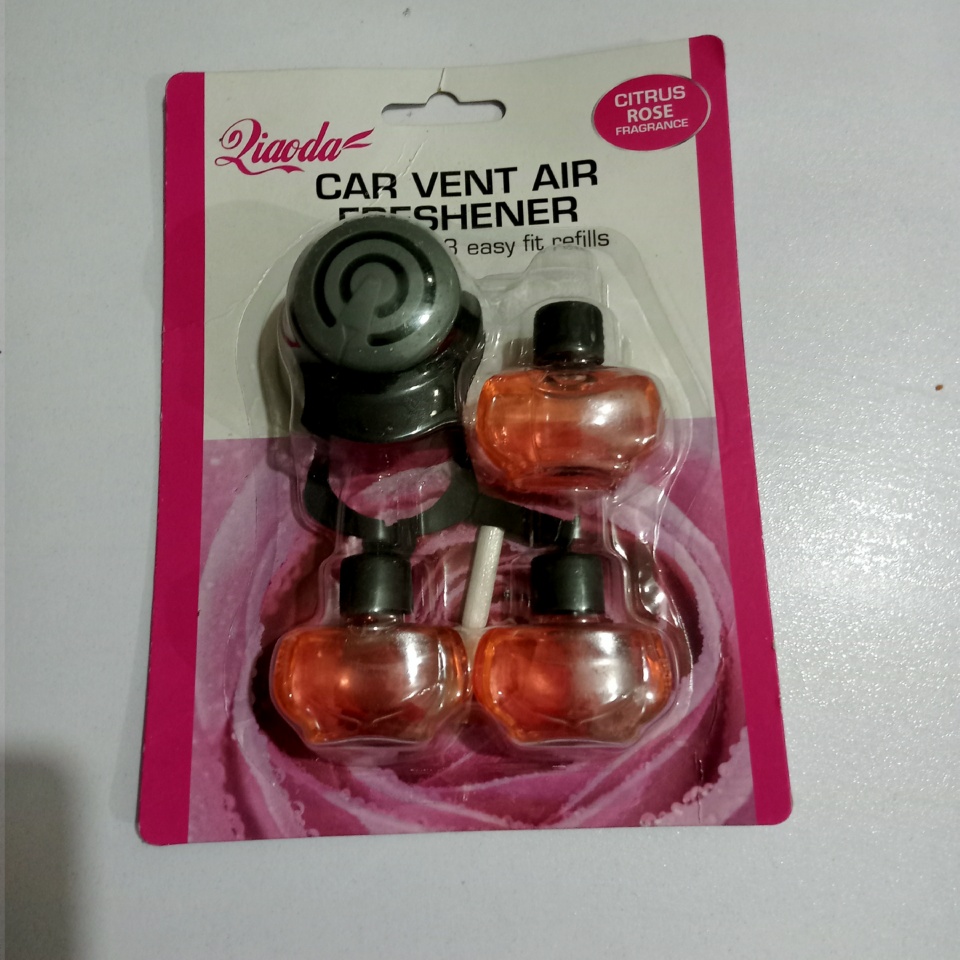 Qiaoda
CITRUS
ROSE
FRAGRANCE
CAR VENT AIR
FRESHENER
3 easy fit refills